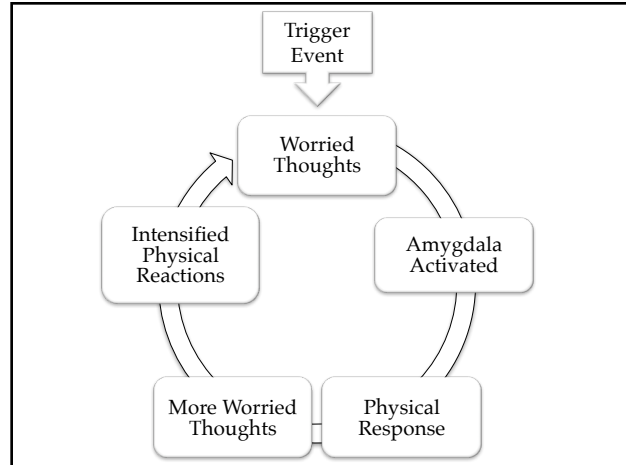 Trigger
Event
Worried
Thoughts
Amygdala
Activated
Physical
Response
More Worried
Thoughts
Intensified
Physical
Reactions